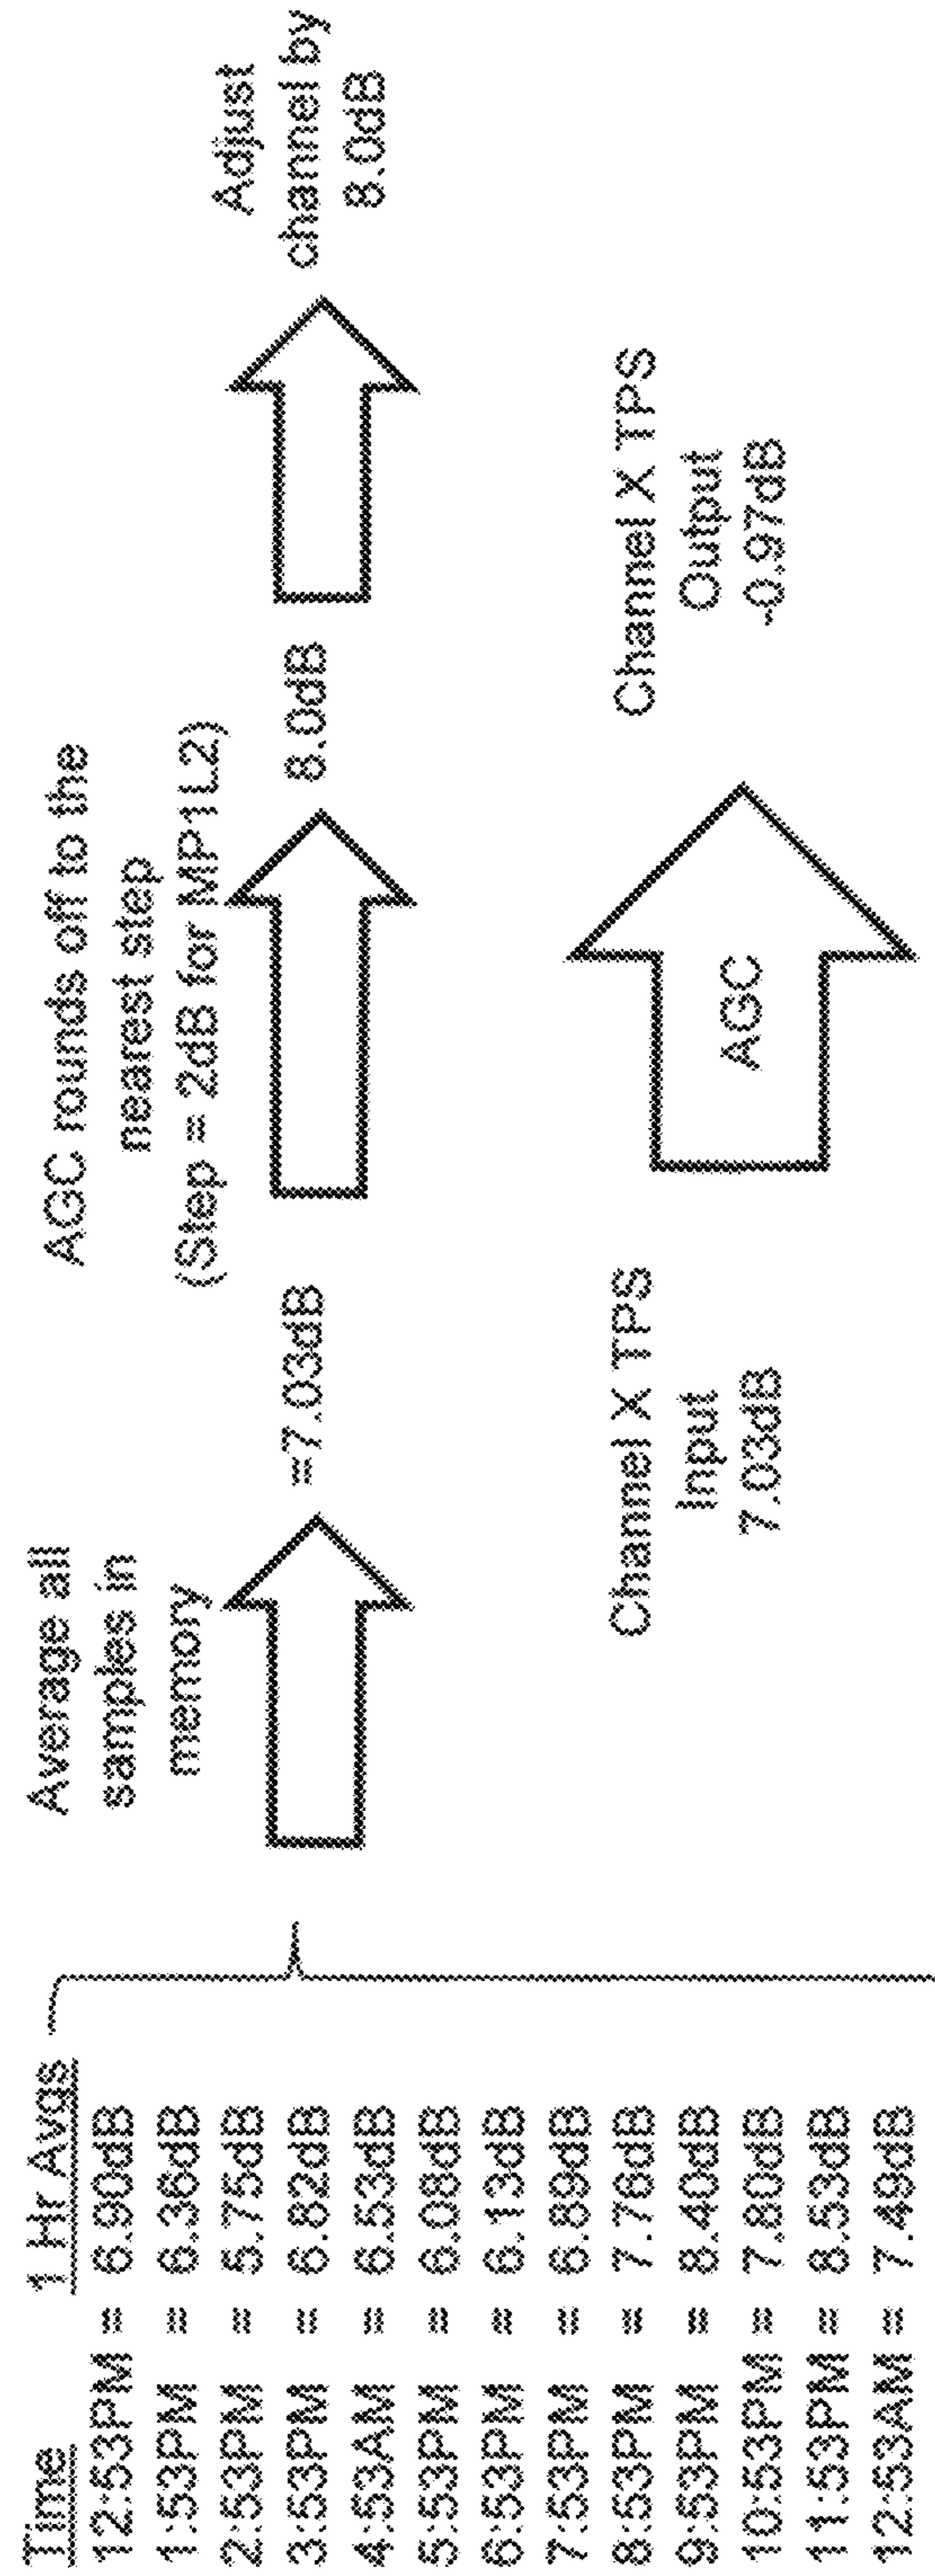 Time 1 Hr Avgs
12:53PM = 6.90dB
1:53PM = 6.36dB
2:53PM = 5.75dB
3:53PM = 6.82dB
4:53AM = 6.53dB
5:53PM = 6.08dB
6:53PM = 6.13dB
7:53PM = 6.89dB
8:53PM = 7.76dB
9:53PM = 8.40dB
10:53PM = 7.80dB
11:53PM = 8.53dB
12:53AM = 7.49dB
Average all
samples in
memory
=7.03dB
AGC rounds off to the
nearest step
(Step = 2dB for MP1L2)
8.0dB
Adjust
channel by
8.0dB
Channel X TPS
Input
7.03dB
AGC
Channel X TPS
Output
-0.97dB